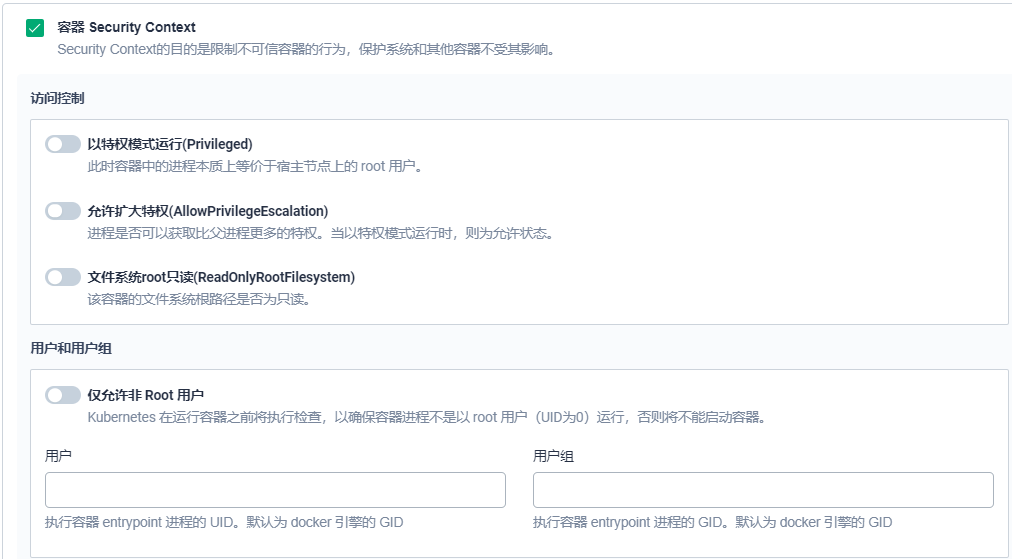 容器 Security Context
Security Context的目的是限制不可信容器的行为，保护系统和其他容器不受其影响。
访问控制
以特权模式运行(Privileged)
此时容器中的进程本质上等价于宿主节点上的 root 用户。
允许扩大特权(AllowPrivilegeEscalation)
进程是否可以获取比父进程更多的特权。当以特权模式运行时，则为允许状态。
文件系统root只读(ReadOnlyRootFilesystem)
该容器的文件系统根路径是否为只读。
用户和用户组
仅允许非 Root 用户
Kubernetes 在运行容器之前将执行检查，以确保容器进程不是以 root 用户（UID为0）运行，否则将不能启动容器。
用户
用户组
执行容器 entrypoint 进程的 UID。默认为 docker 引擎的 GID
执行容器 entrypoint 进程的 GID。默认为 docker 引擎的 GID